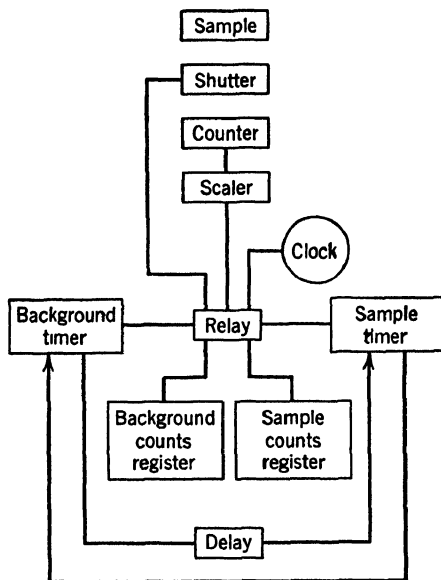 Sample
Shutter
Counter
Scaler
Clock
Background
timer
Relay
Sample
timer
Background
counts
register
Sample
counts
register
Delay